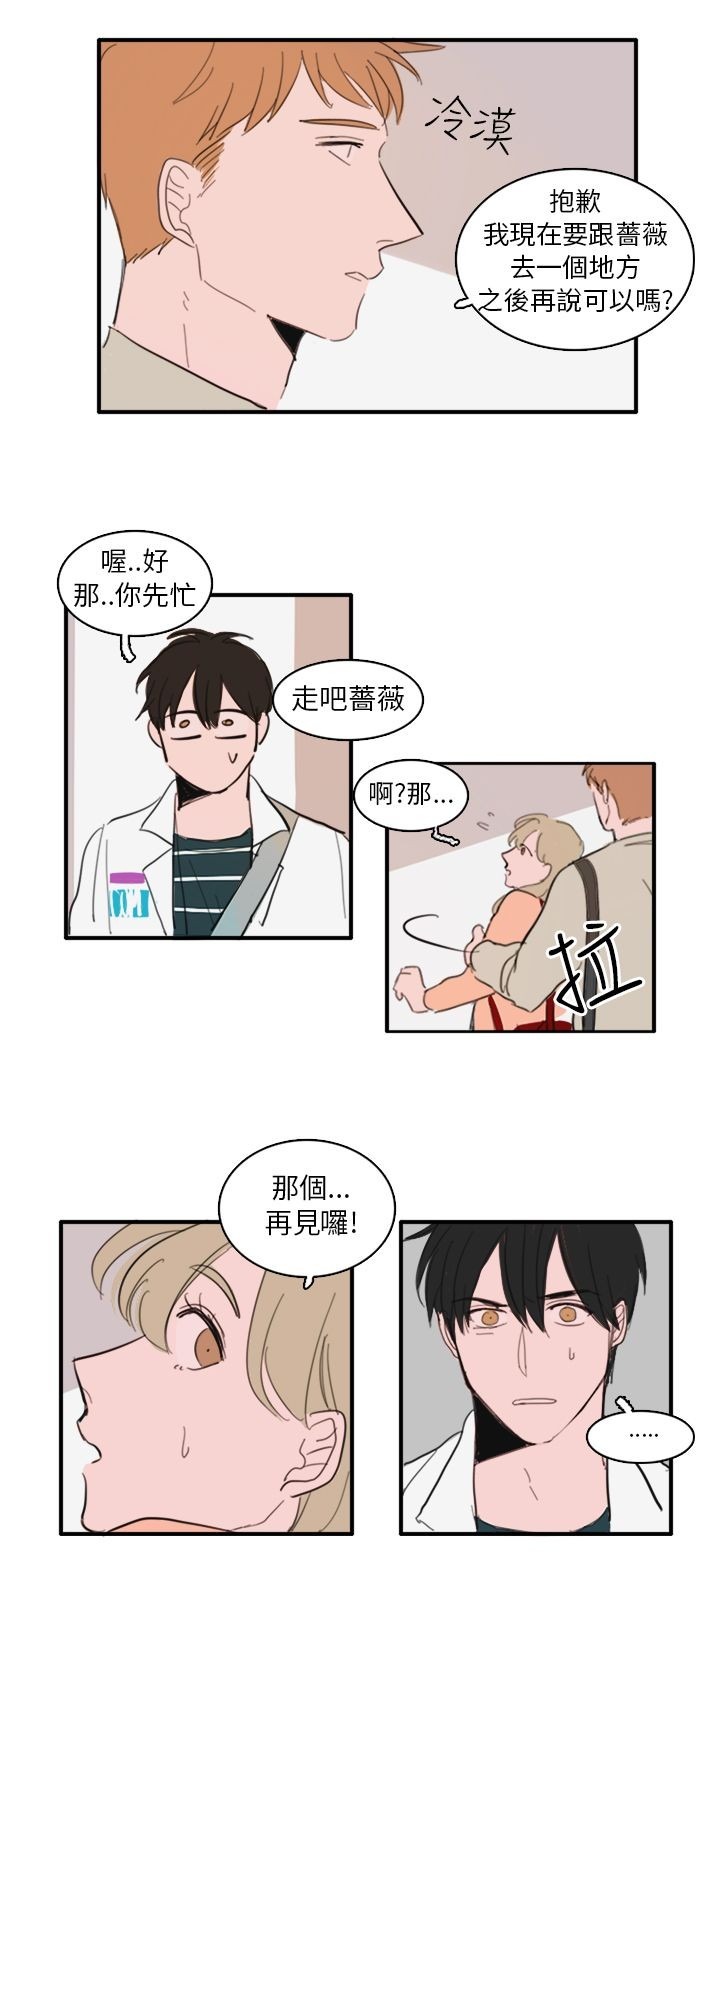 冷漠
抱歉
我現在要跟薔薇
去一個地方
之後再說可以嗎?
喔..好
那..你先忙
走吧薔薇
啊?那...
拉
那個...
再見囉!
.....